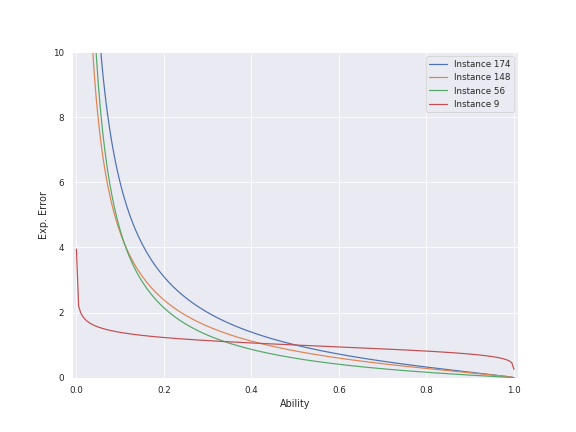 10
8
6
4
2
0
Exp. Error
0.0 0.2 0.4 0.6 0.8 1.0
Ability
Instance 174
Instance 148
Instance 56
Instance 9